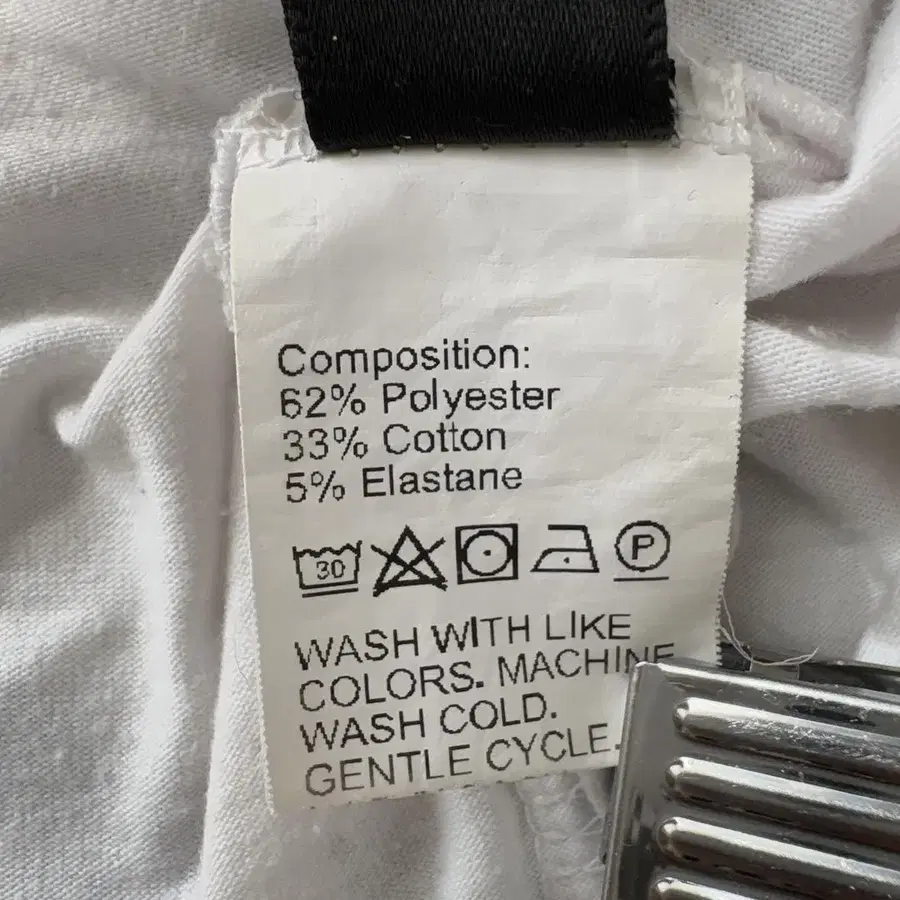 Composition:
62% Polyester
33% Cotton
5% Elastane
30 P
WASH WITH LIKE
COLORS. MACHINE
WASH COLD.
GENTLE CYCLE.